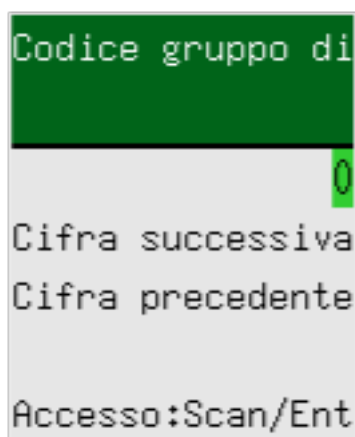 Codice gruppo di
0
Cifra successiva
Cifra precedente
Accesso:Scan/Ent